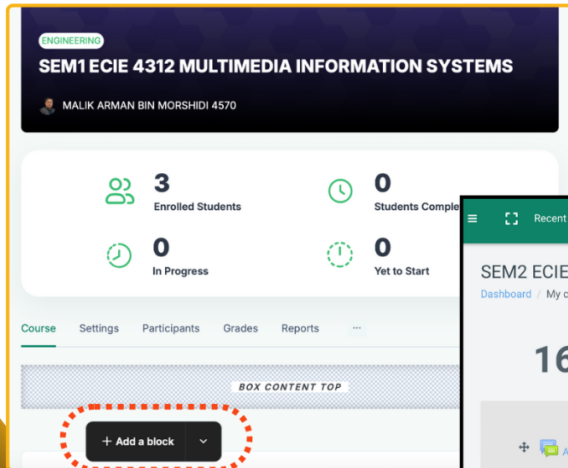 ENGINEERING
SEM1 ECIE 4312 MULTIMEDIA INFORMATION SYSTEMS
MALIK ARMAN BIN MORSHIDI 4570
3
Enrolled Students
0
Students Comple
0
In Progress
0
Yet to Start
Course Settings Participants Grades Reports ...
BOX CONTENT TOP
+ Add a block
Recent
SEM2 ECIE
Dashboard / My c
16
A